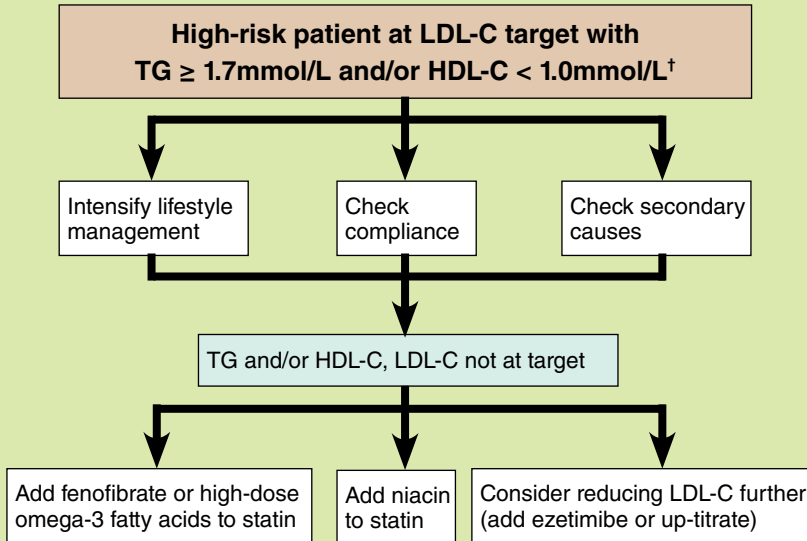 High-risk patient at LDL-C target with
TG ≥ 1.7mmol/L and/or HDL-C < 1.0mmol/L†
Intensify lifestyle
management
Check
compliance
Check secondary
causes
TG and/or HDL-C, LDL-C not at target
Add fenofibrate or high-dose
omega-3 fatty acids to statin
Add niacin
to statin
Consider reducing LDL-C further
(add ezetimibe or up-titrate)